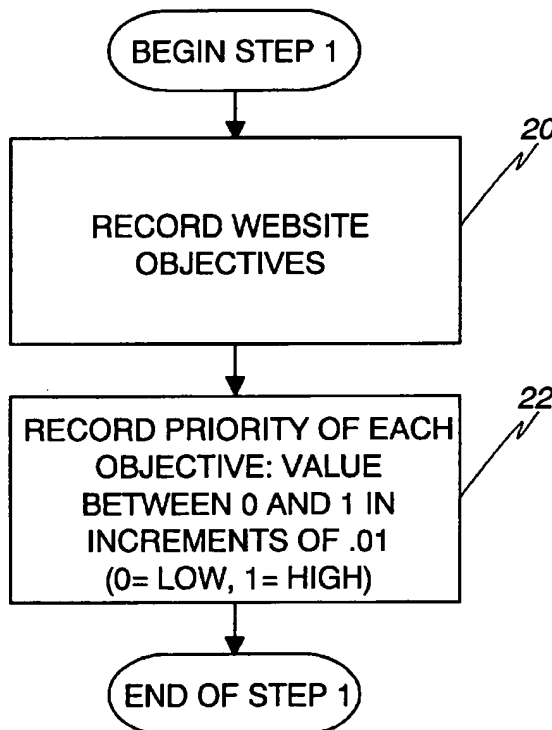 BEGIN STEP 1
20
RECORD WEBSITE
OBJECTIVES
22
RECORD PRIORITY OF EACH
OBJECTIVE: VALUE
BETWEEN 0 AND 1 IN
INCREMENTS OF .01
(0= LOW, 1= HIGH)
END OF STEP 1